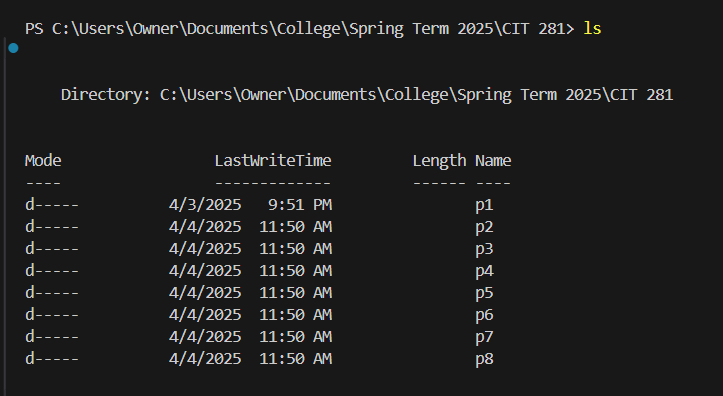 PS C:\Users\Owner\Documents\College\Spring Term 2025\CIT 281> ls
Directory: C:\Users\Owner\Documents\College\Spring Term 2025\CIT 281
Mode                 LastWriteTime         Length Name
----                 -------------         ------ ----
d-----          4/3/2025   9:51 PM                p1
d-----          4/4/2025  11:50 AM                p2
d-----          4/4/2025  11:50 AM                p3
d-----          4/4/2025  11:50 AM                p4
d-----          4/4/2025  11:50 AM                p5
d-----          4/4/2025  11:50 AM                p6
d-----          4/4/2025  11:50 AM                p7
d-----          4/4/2025  11:50 AM                p8